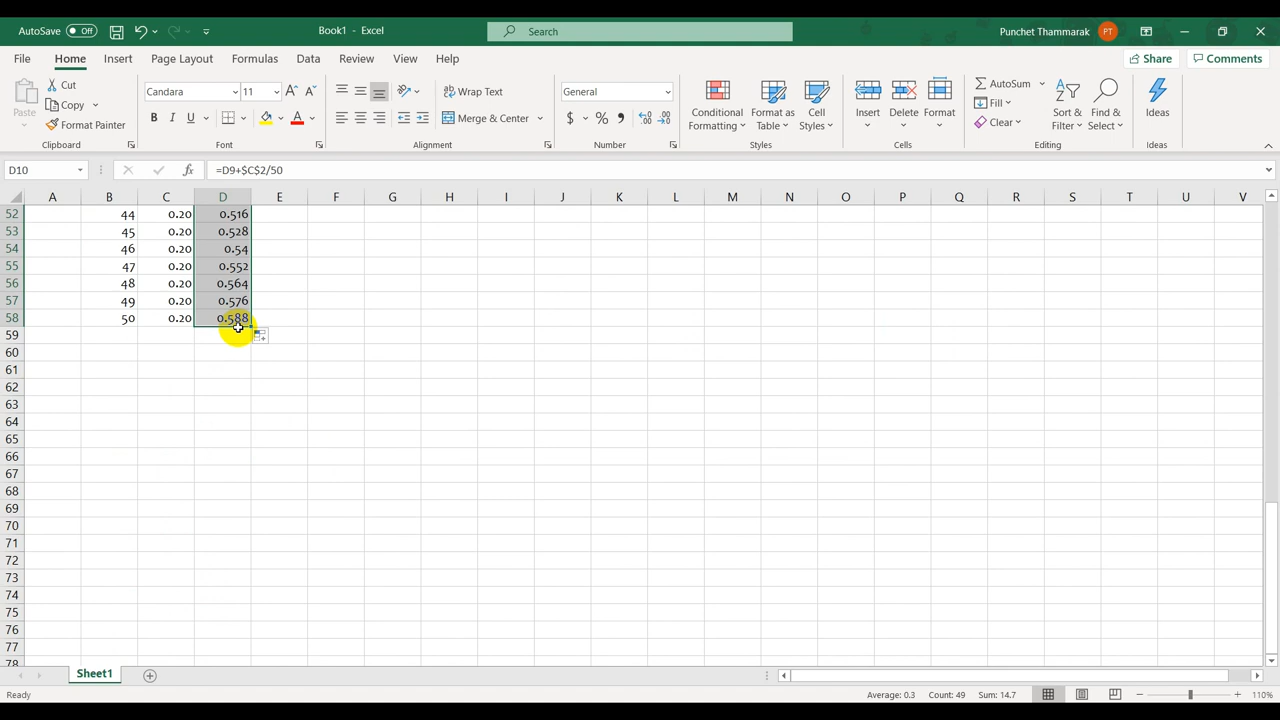 AutoSave Off Book1 - Excel Search Punchet Thammarak PT
File Home Insert Page Layout Formulas Data Review View Help Share Comments
Paste Cut Copy Format Painter Clipboard
Candara 11 B I U A Font
Wrap Text Merge & Center Alignment
General $ % Number
Conditional Formatting Format as Table Cell Styles Styles
Insert Delete Format Cells
AutoSum Fill Clear Sort & Filter Find & Select Editing
Ideas Ideas
D10 fx =D9+$C$2/50
A B C D E F G H I J K L M N O P Q R S T U V
52 44 0.20 0.516
53 45 0.20 0.528
54 46 0.20 0.54
55 47 0.20 0.552
56 48 0.20 0.564
57 49 0.20 0.576
58 50 0.20 0.588
59
60
61
62
63
64
65
66
67
68
69
70
71
72
73
74
75
76
77
78
Sheet1
Ready Average: 0.3 Count: 49 Sum: 14.7 110%